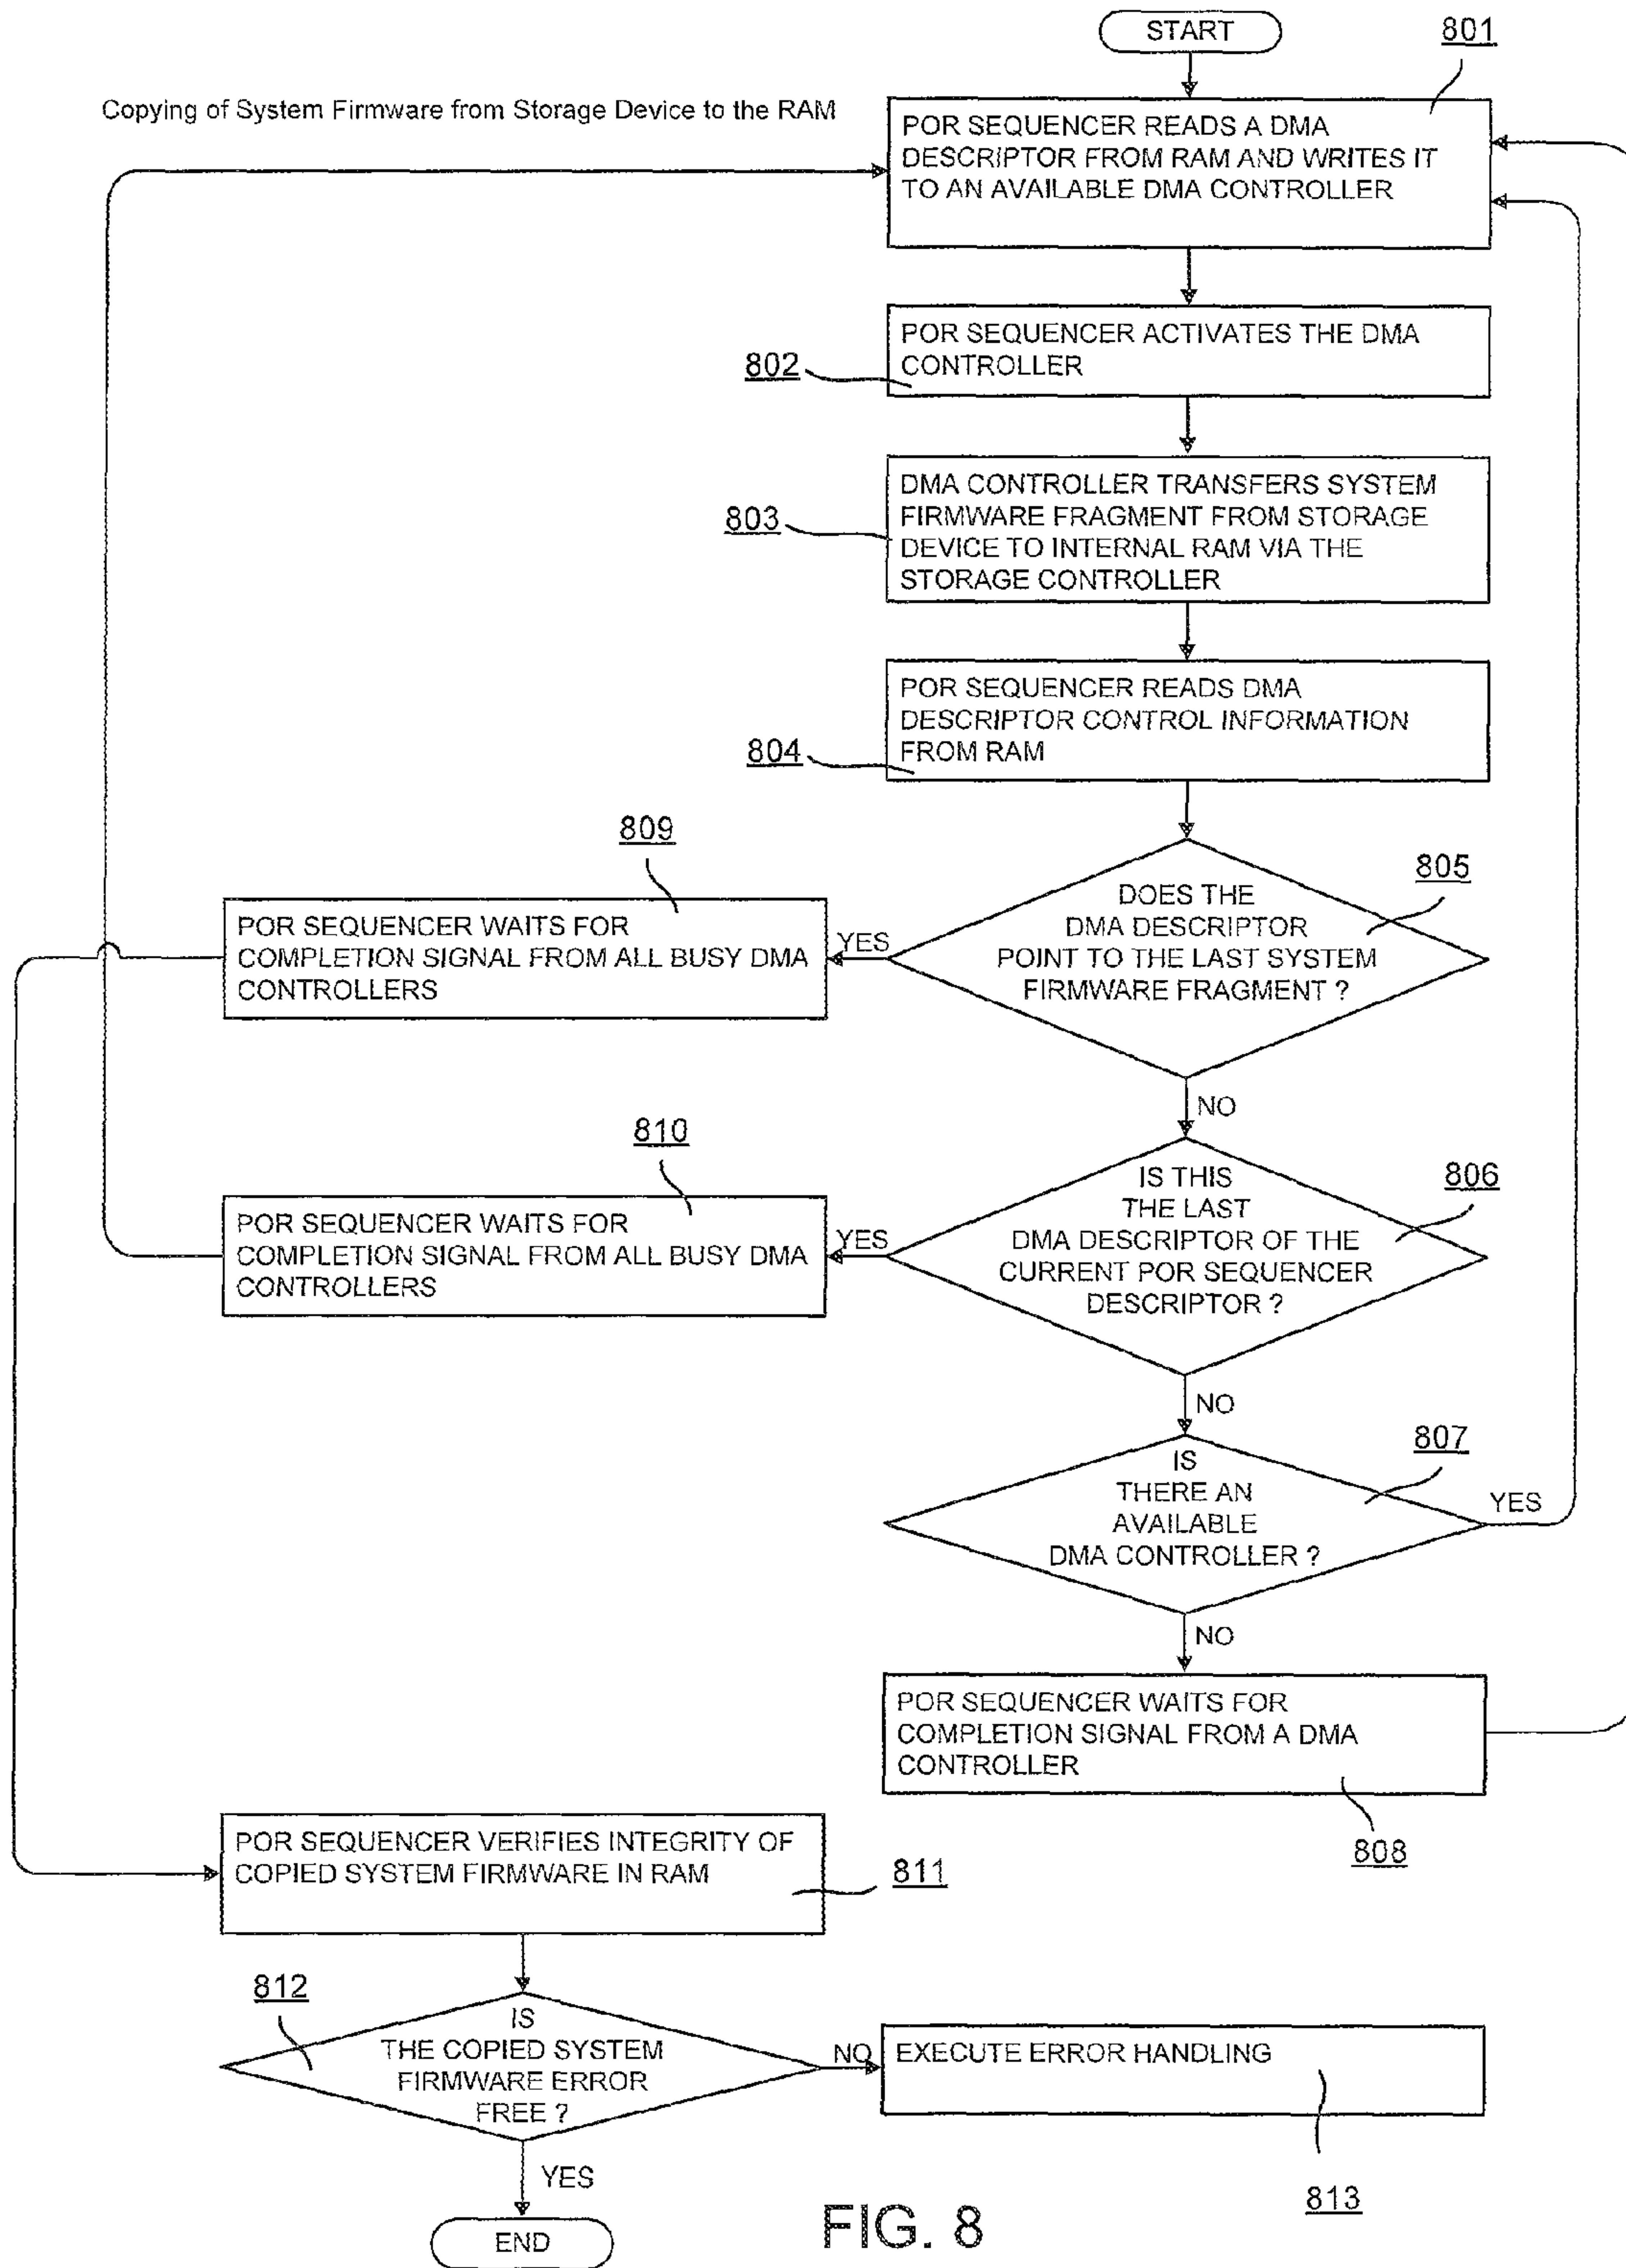 START
801
Copying of System Firmware from Storage Device to the RAM
POR SEQUENCER READS A DMA
DESCRIPTOR FROM RAM AND WRITES IT
TO AN AVAILABLE DMA CONTROLLER
POR SEQUENCER ACTIVATES THE DMA
CONTROLLER
802
DMA CONTROLLER TRANSFERS SYSTEM
FIRMWARE FRAGMENT FROM STORAGE
DEVICE TO INTERNAL RAM VIA THE
STORAGE CONTROLLER
803
POR SEQUENCER READS DMA
DESCRIPTOR CONTROL INFORMATION
FROM RAM
804
809
805
DOES THE
DMA DESCRIPTOR
POINT TO THE LAST SYSTEM
FIRMWARE FRAGMENT ?
YES
POR SEQUENCER WAITS FOR
COMPLETION SIGNAL FROM ALL BUSY DMA
CONTROLLERS
NO
810
806
IS THIS
THE LAST
DMA DESCRIPTOR OF THE
CURRENT POR SEQUENCER
DESCRIPTOR ?
YES
POR SEQUENCER WAITS FOR
COMPLETION SIGNAL FROM ALL BUSY DMA
CONTROLLERS
NO
807
IS
THERE AN
AVAILABLE
DMA CONTROLLER ?
YES
NO
POR SEQUENCER WAITS FOR
COMPLETION SIGNAL FROM A DMA
CONTROLLER
808
POR SEQUENCER VERIFIES INTEGRITY OF
COPIED SYSTEM FIRMWARE IN RAM
811
812
IS
THE COPIED SYSTEM
FIRMWARE ERROR
FREE ?
NO
EXECUTE ERROR HANDLING
813
YES
END
FIG. 8